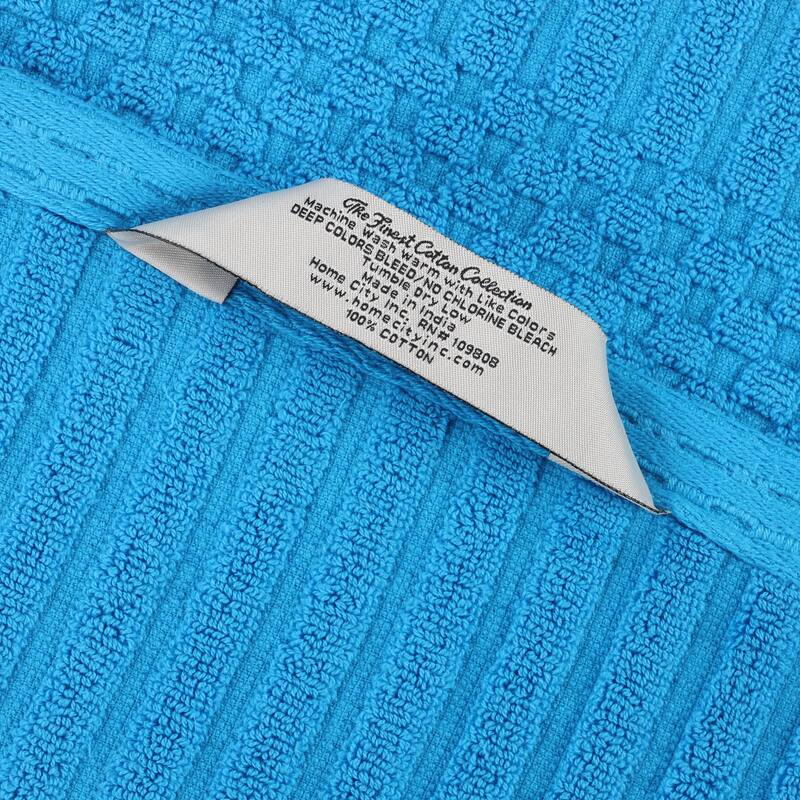 The Finest Cotton Collection
Machine wash warm with Like Colors
DEEP COLORS BLEED/NO CHLORINE BLEACH
Tumble Dry Low
Made in India
Home City Inc. RN# 109808
www.homecityinc.com
100% COTTON